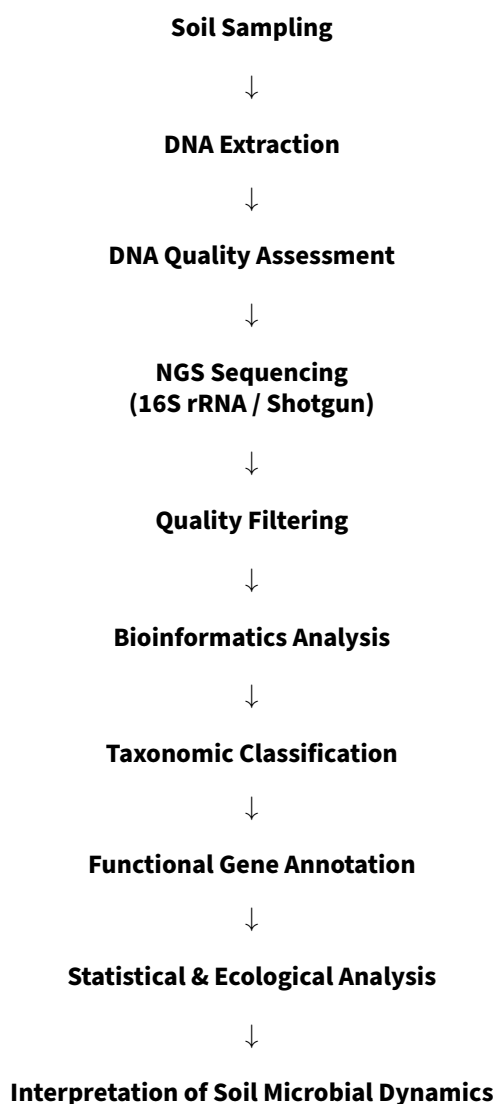 Soil Sampling
↓
DNA Extraction
↓
DNA Quality Assessment
↓
NGS Sequencing
(16S rRNA / Shotgun)
↓
Quality Filtering
↓
Bioinformatics Analysis
↓
Taxonomic Classification
↓
Functional Gene Annotation
↓
Statistical & Ecological Analysis
↓
Interpretation of Soil Microbial Dynamics